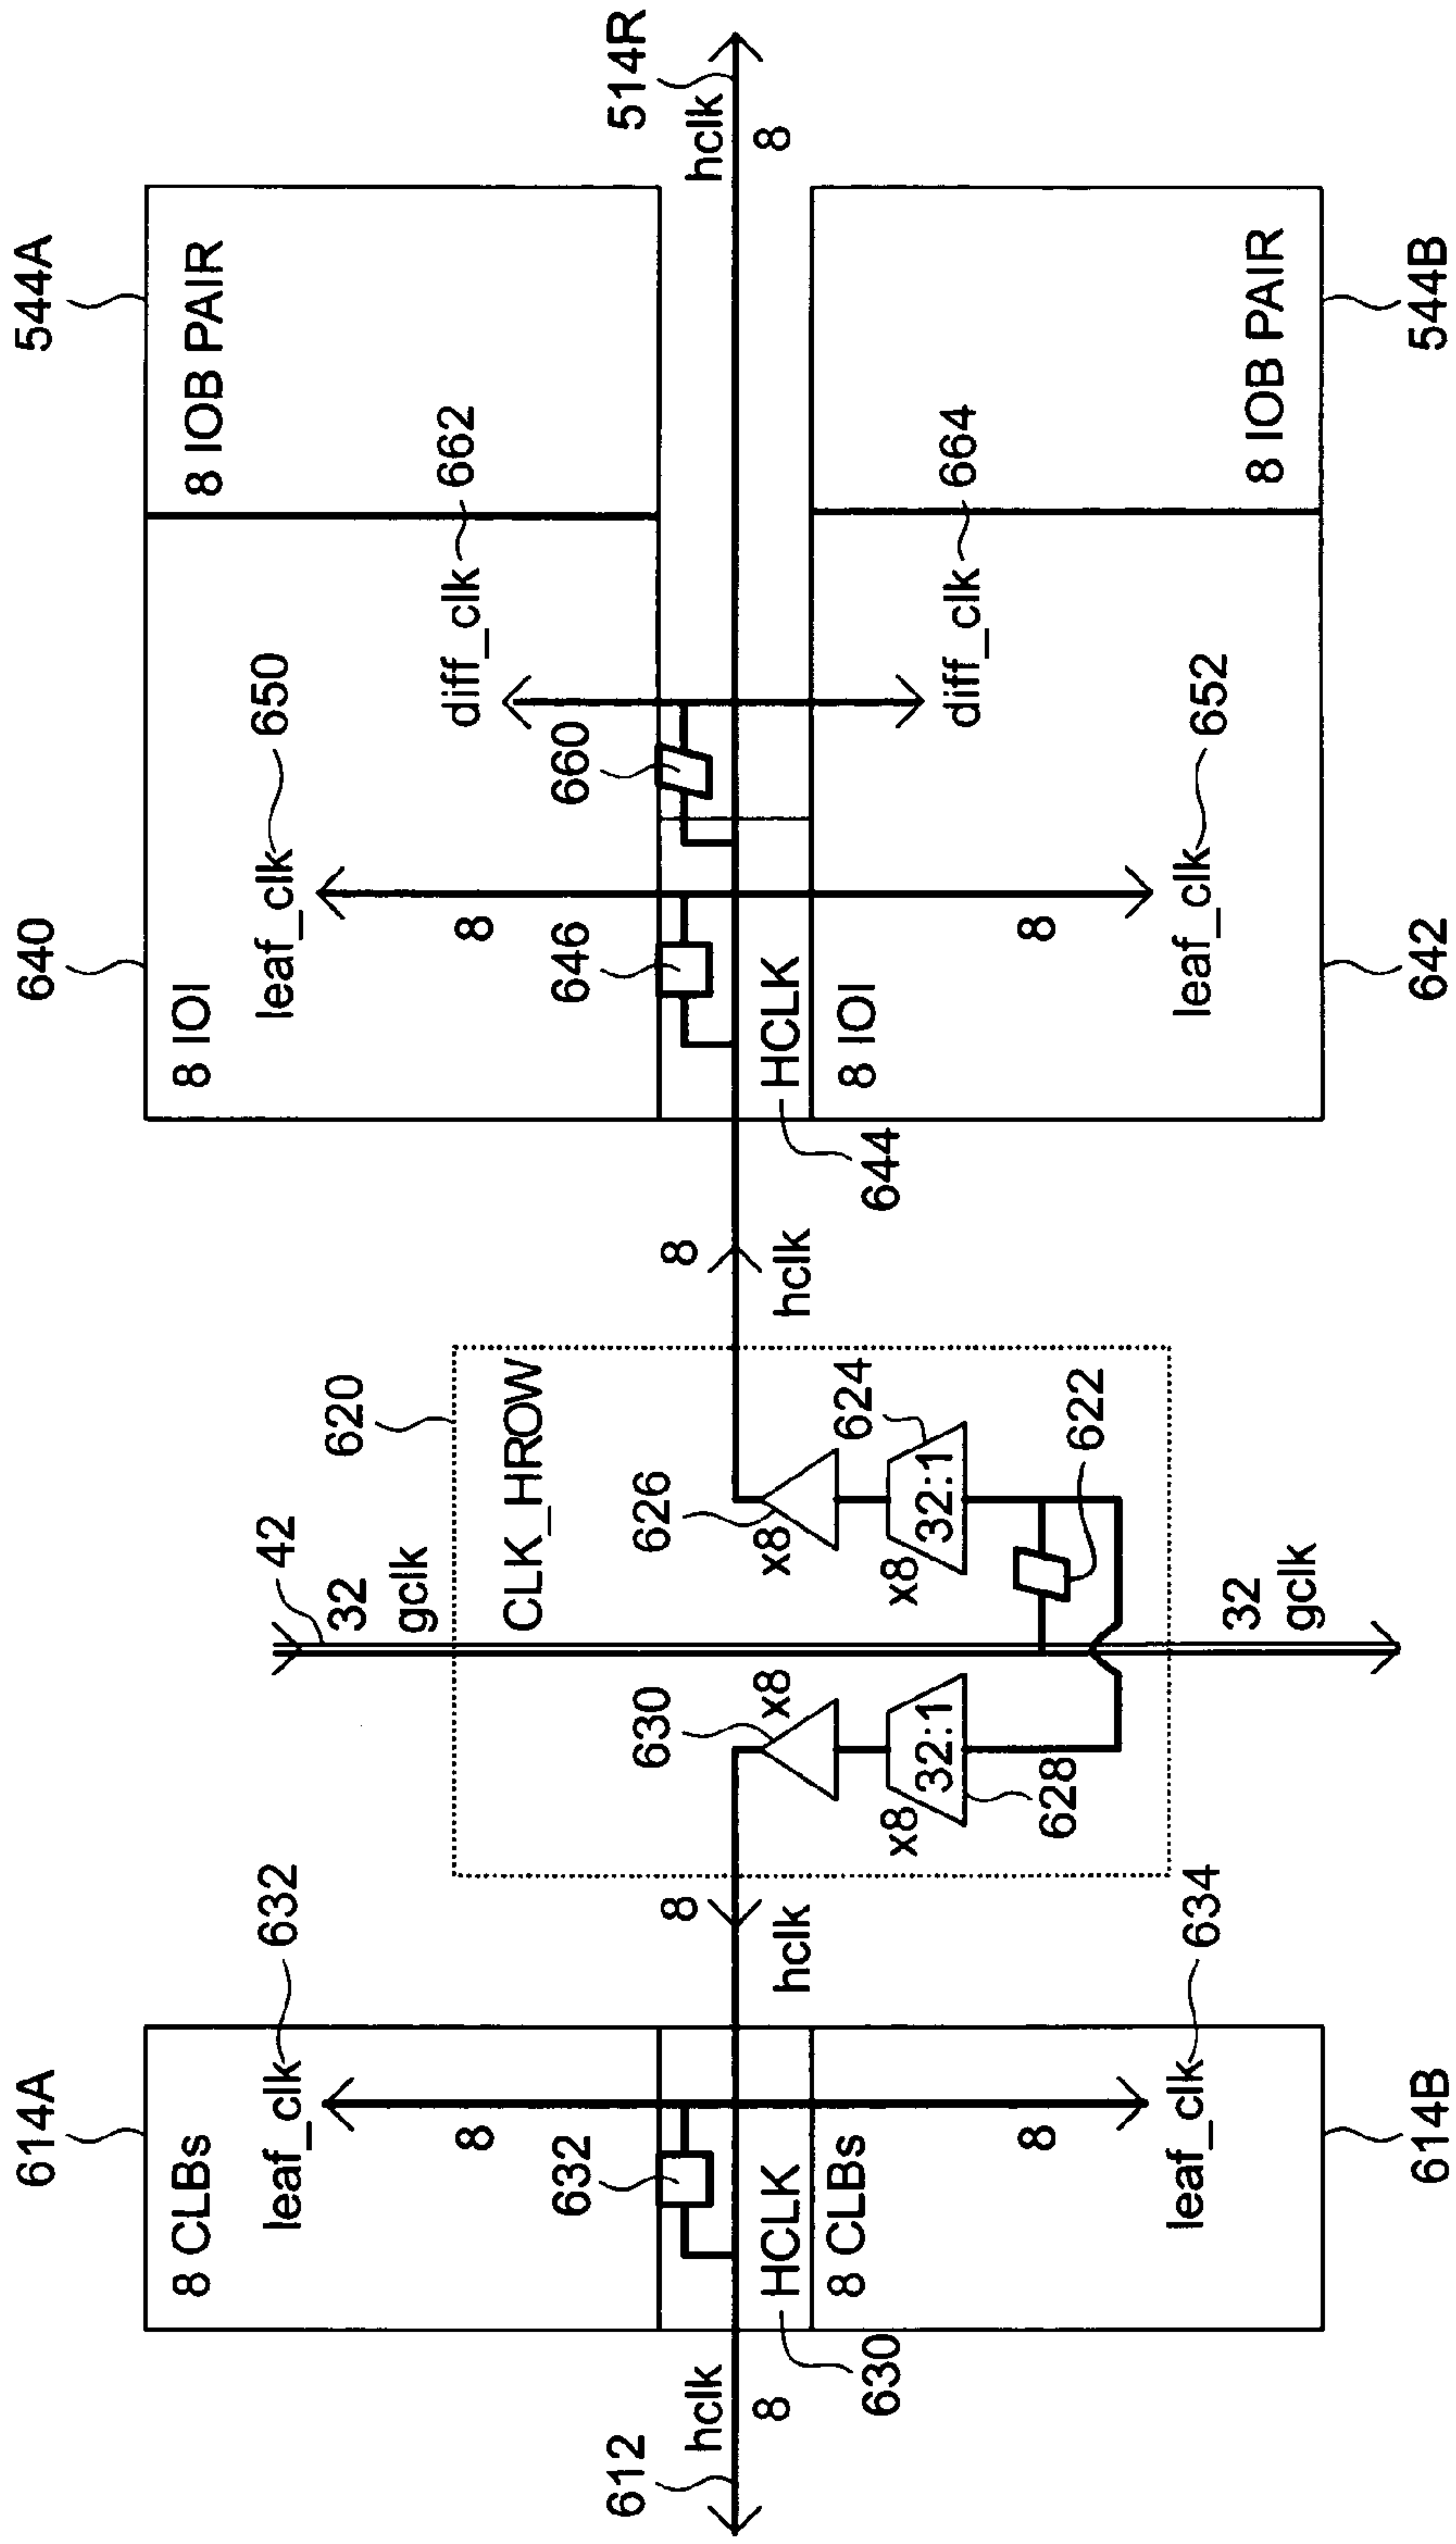 614A
8 CLBs
leaf_clk 632
8
632
hclk
612
8
HCLK
630
8 CLBs
8
leaf_clk 634
614B
8
hclk
42
32
gclk
620
CLK_HROW
630
x8
626
x8
x8
32:1
628
x8
32:1
624
622
32
gclk
8
hclk
640
8 IOI
leaf_clk 650
8
646
660
diff_clk 662
544A
8 IOB PAIR
514R
hclk
8
HCLK
644
8 IOI
8
leaf_clk 652
diff_clk 664
8 IOB PAIR
642
544B